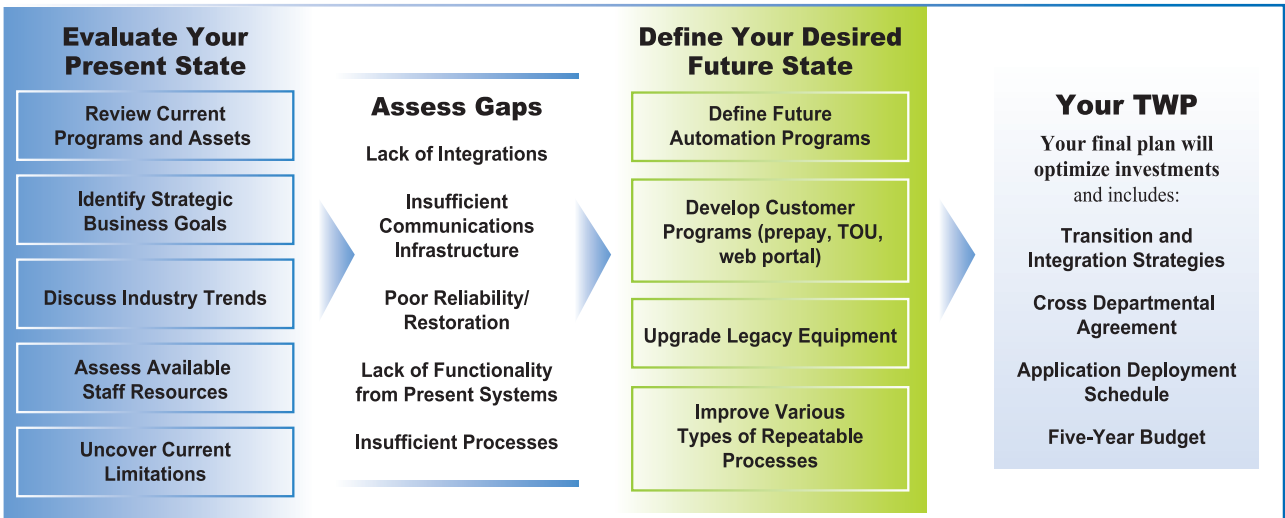 Evaluate Your
Present State
Review Current
Programs and Assets
Identify Strategic
Business Goals
Discuss Industry Trends
Assess Available
Staff Resources
Uncover Current
Limitations
Assess Gaps
Lack of Integrations
Insufficient
Communications
Infrastructure
Poor Reliability/
Restoration
Lack of Functionality
from Present Systems
Insufficient Processes
Define Your Desired
Future State
Define Future
Automation Programs
Develop Customer
Programs (prepay, TOU,
web portal)
Upgrade Legacy Equipment
Improve Various
Types of Repeatable
Processes
Your TWP
Your final plan will
optimize investments
and includes:
Transition and
Integration Strategies
Cross Departmental
Agreement
Application Deployment
Schedule
Five-Year Budget